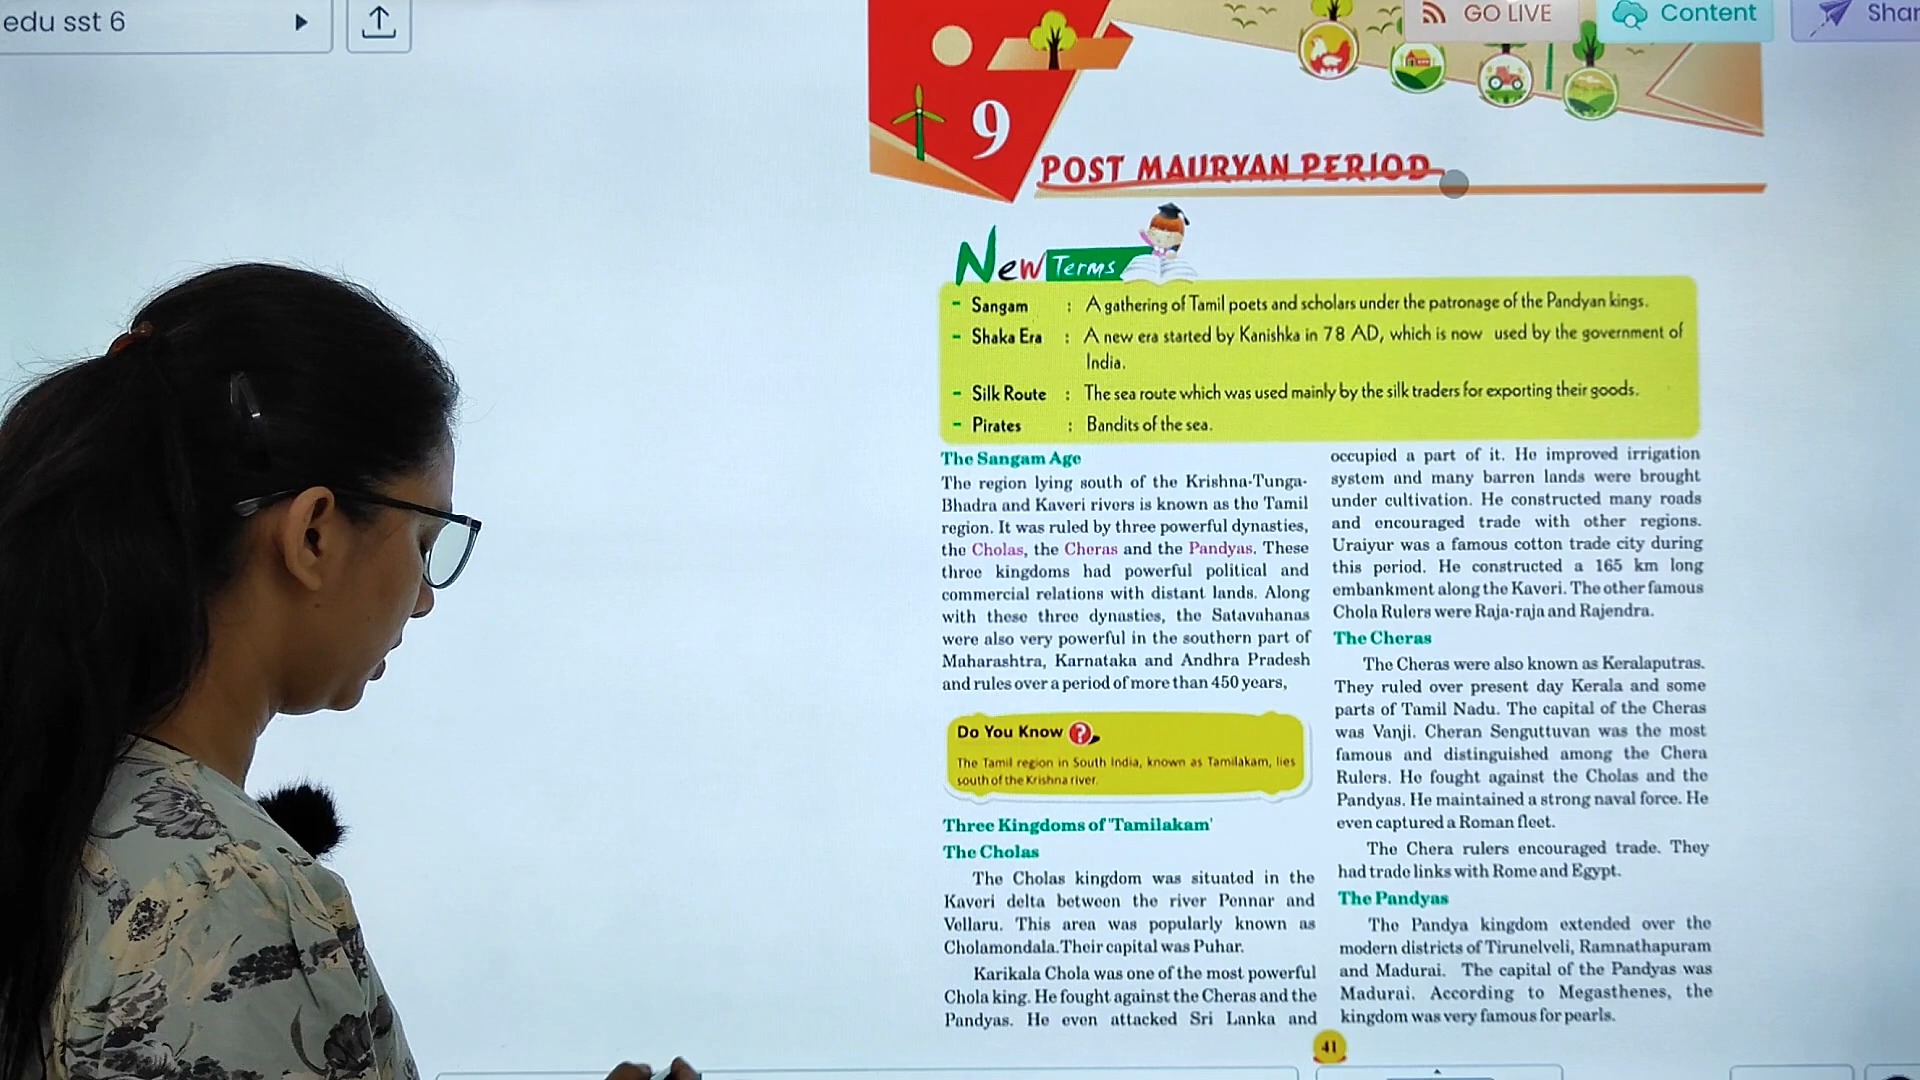 edu sst 6
GO LIVE
Content
Shar
9
POST MAURYAN PERIOD
New Terms
- Sangam : A gathering of Tamil poets and scholars under the patronage of the Pandyan kings.
- Shaka Era : A new era started by Kanishka in 78 AD, which is now used by the government of
India.
- Silk Route : The sea route which was used mainly by the silk traders for exporting their goods.
- Pirates : Bandits of the sea.
The Sangam Age
The region lying south of the Krishna-Tunga-
Bhadra and Kaveri rivers is known as the Tamil
region. It was ruled by three powerful dynasties,
the Cholas, the Cheras and the Pandyas. These
three kingdoms had powerful political and
commercial relations with distant lands. Along
with these three dynasties, the Satavahanas
were also very powerful in the southern part of
Maharashtra, Karnataka and Andhra Pradesh
and rules over a period of more than 450 years,
Do You Know ?
The Tamil region in South India, known as Tamilakam, lies
south of the Krishna river.
Three Kingdoms of 'Tamilakam'
The Cholas
The Cholas kingdom was situated in the
Kaveri delta between the river Pennar and
Vellaru. This area was popularly known as
Cholamondala. Their capital was Puhar.
Karikala Chola was one of the most powerful
Chola king. He fought against the Cheras and the
Pandyas. He even attacked Sri Lanka and
occupied a part of it. He improved irrigation
system and many barren lands were brought
under cultivation. He constructed many roads
and encouraged trade with other regions.
Uraiyur was a famous cotton trade city during
this period. He constructed a 165 km long
embankment along the Kaveri. The other famous
Chola Rulers were Raja-raja and Rajendra.
The Cheras
The Cheras were also known as Keralaputras.
They ruled over present day Kerala and some
parts of Tamil Nadu. The capital of the Cheras
was Vanji. Cheran Senguttuvan was the most
famous and distinguished among the Chera
Rulers. He fought against the Cholas and the
Pandyas. He maintained a strong naval force. He
even captured a Roman fleet.
The Chera rulers encouraged trade. They
had trade links with Rome and Egypt.
The Pandyas
The Pandya kingdom extended over the
modern districts of Tirunelveli, Ramnathapuram
and Madurai. The capital of the Pandyas was
Madurai. According to Megasthenes, the
kingdom was very famous for pearls.
41